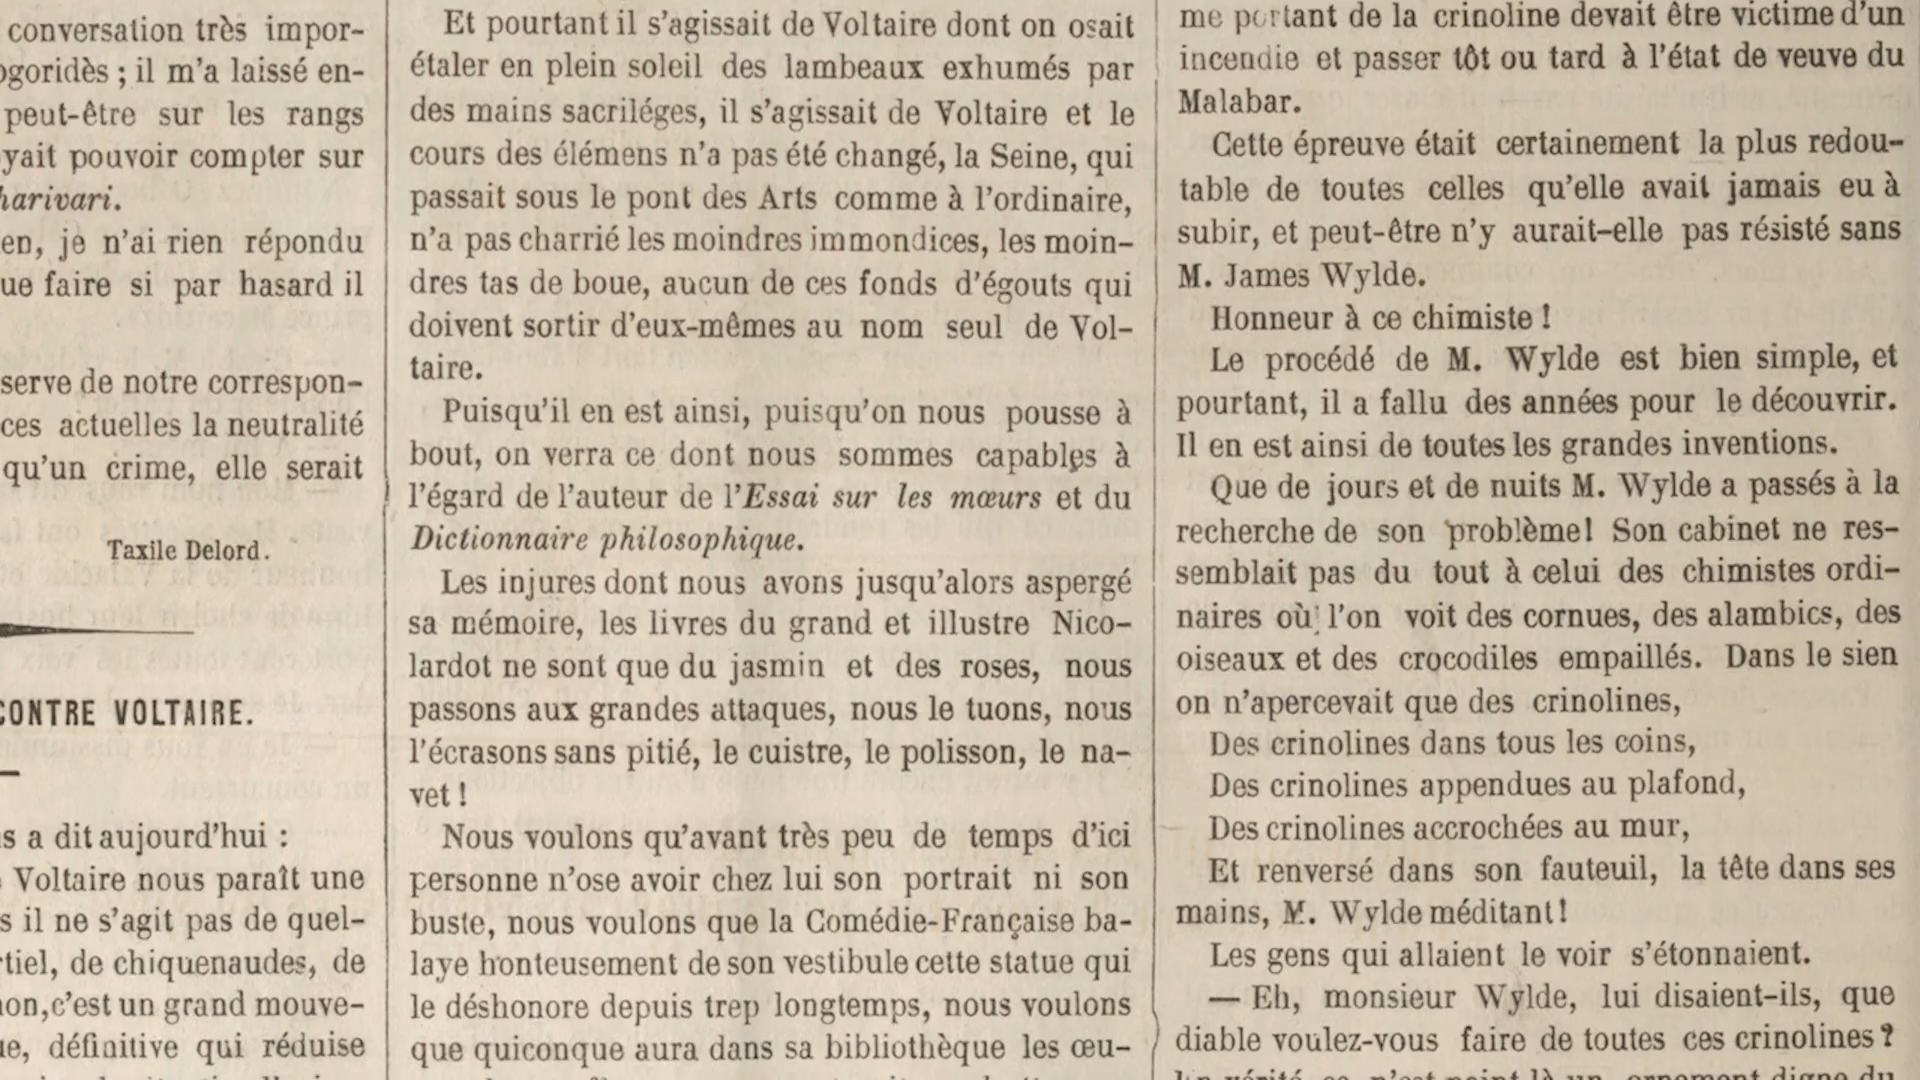 conversation très impor-
ogoridès ; il m'a laissé en-
peut-être sur les rangs
yait pouvoir compter sur
harivari.
en, je n'ai rien répondu
ue faire si par hasard il
serve de notre correspon-
ces actuelles la neutralité
qu'un crime, elle serait
Taxile Delord.
CONTRE VOLTAIRE.
s a dit aujourd'hui :
Voltaire nous paraît une
s il ne s'agit pas de quel-
tiel, de chiquenaudes, de
on, c'est un grand mouve-
ue, définitive qui réduise
Et pourtant il s'agissait de Voltaire dont on osait
étaler en plein soleil des lambeaux exhumés par
des mains sacriléges, il s'agissait de Voltaire et le
cours des élémens n'a pas été changé, la Seine, qui
passait sous le pont des Arts comme à l'ordinaire,
n'a pas charrié les moindres immondices, les moin-
dres tas de boue, aucun de ces fonds d'égouts qui
doivent sortir d'eux-mêmes au nom seul de Vol-
taire.
Puisqu'il en est ainsi, puisqu'on nous pousse à
bout, on verra ce dont nous sommes capables à
l'égard de l'auteur de l'Essai sur les mœurs et du
Dictionnaire philosophique.
Les injures dont nous avons jusqu'alors aspergé
sa mémoire, les livres du grand et illustre Nico-
lardot ne sont que du jasmin et des roses, nous
passons aux grandes attaques, nous le tuons, nous
l'écrasons sans pitié, le cuistre, le polisson, le na-
vet !
Nous voulons qu'avant très peu de temps d'ici
personne n'ose avoir chez lui son portrait ni son
buste, nous voulons que la Comédie-Française ba-
laye honteusement de son vestibule cette statue qui
le déshonore depuis trep longtemps, nous voulons
que quiconque aura dans sa bibliothèque les œu-
me portant de la crinoline devait être victime d'un
incendie et passer tôt ou tard à l'état de veuve du
Malabar.
Cette épreuve était certainement la plus redou-
table de toutes celles qu'elle avait jamais eu à
subir, et peut-être n'y aurait-elle pas résisté sans
M. James Wylde.
Honneur à ce chimiste !
Le procédé de M. Wylde est bien simple, et
pourtant, il a fallu des années pour le découvrir.
Il en est ainsi de toutes les grandes inventions.
Que de jours et de nuits M. Wylde a passés à la
recherche de son problème! Son cabinet ne res-
semblait pas du tout à celui des chimistes ordi-
naires où l'on voit des cornues, des alambics, des
oiseaux et des crocodiles empaillés. Dans le sien
on n'apercevait que des crinolines,
Des crinolines dans tous les coins,
Des crinolines appendues au plafond,
Des crinolines accrochées au mur,
Et renversé dans son fauteuil, la tête dans ses
mains, M. Wylde méditant!
Les gens qui allaient le voir s'étonnaient.
— Eh, monsieur Wylde, lui disaient-ils, que
diable voulez-vous faire de toutes ces crinolines ?